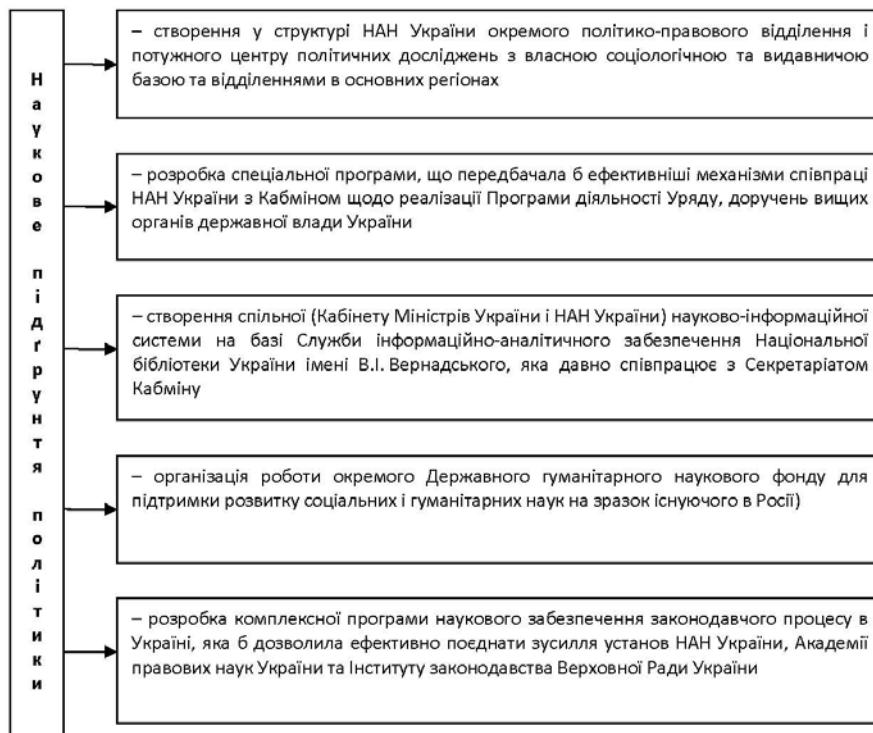 Наукове підґрунтя політики
– створення у структурі НАН України окремого політико-правового відділення і
потужного центру політичних досліджень з власною соціологічною та видавничою
базою та відділеннями в основних регіонах
– розробка спеціальної програми, що передбачала б ефективніші механізми співпраці
НАН України з Кабміном щодо реалізації Програми діяльності Уряду, доручень вищих
органів державної влади України
– створення спільної (Кабінету Міністрів України і НАН України) науково-інформаційної
системи на базі Служби інформаційно-аналітичного забезпечення Національної
бібліотеки України імені В.І. Вернадського, яка давно співпрацює з Секретаріатом
Кабміну
– організація роботи окремого Державного гуманітарного наукового фонду для
підтримки розвитку соціальних і гуманітарних наук на зразок існуючого в Росії)
– розробка комплексної програми наукового забезпечення законодавчого процесу в
Україні, яка б дозволила ефективно поєднати зусилля установ НАН України, Академії
правових наук України та Інституту законодавства Верховної Ради України